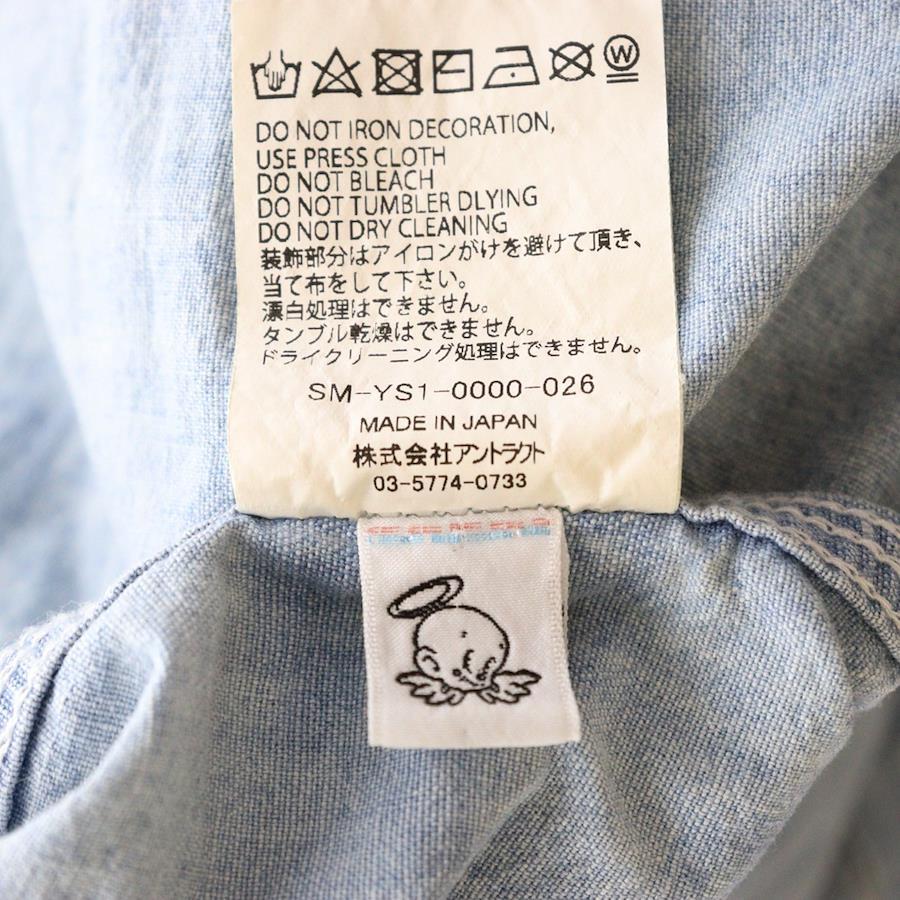 W
DO NOT IRON DECORATION,
USE PRESS CLOTH
DO NOT BLEACH
DO NOT TUMBLER DLYING
DO NOT DRY CLEANING
装飾部分はアイロンがけを避けて頂き、
当て布をして下さい。
漂白処理はできません。
タンブル乾燥はできません。
ドライクリーニング処理はできません。
SM-YS1-0000-026
MADE IN JAPAN
株式会社アントラクト
03-5774-0733